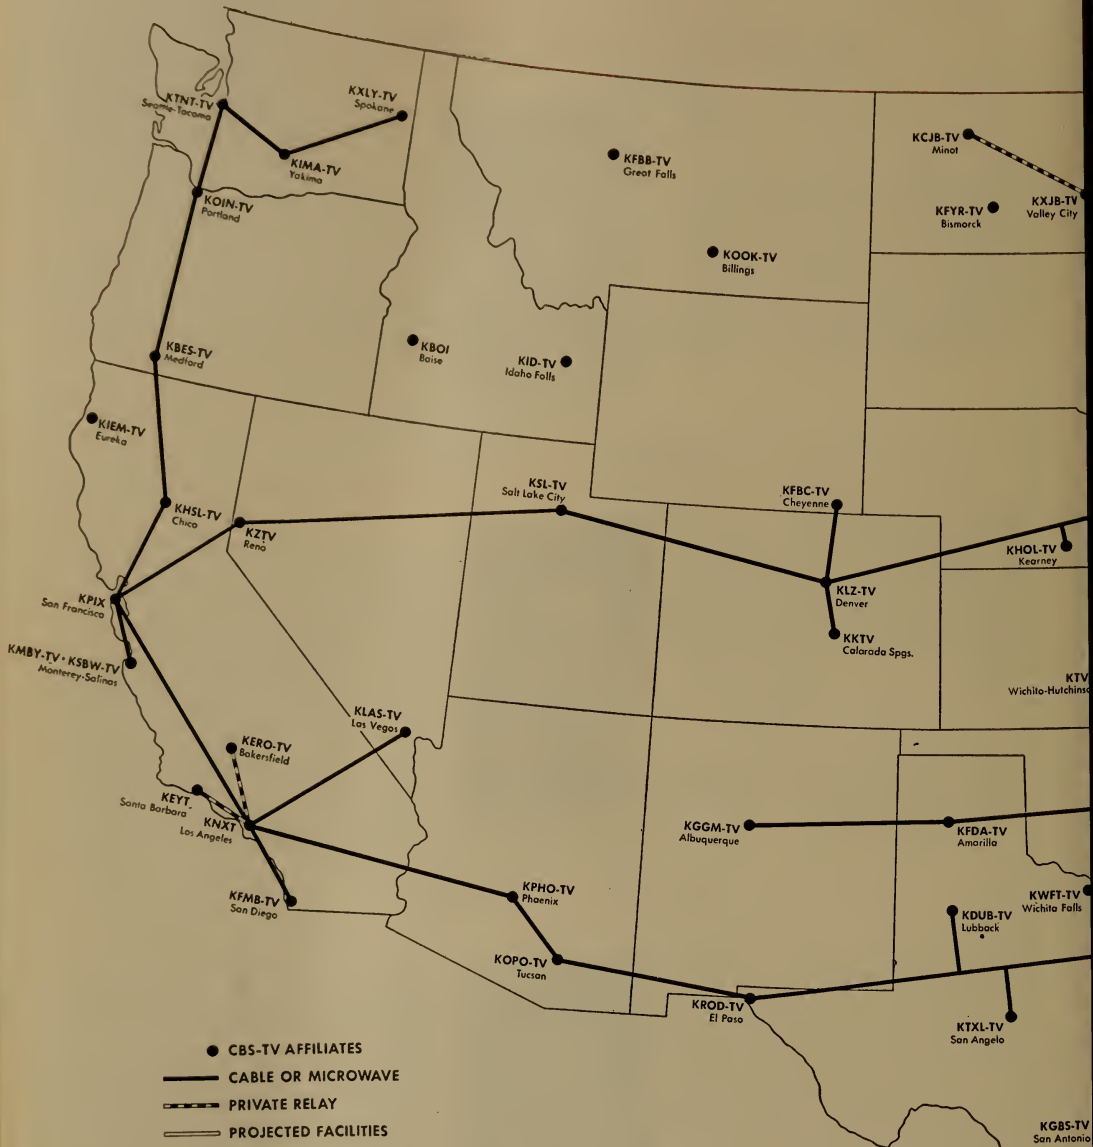 KTNT-TV
Seattle-Tacoma
KXLY-TV
Spokane
KIMA-TV
Yakima
KOIN-TV
Portland
KFBB-TV
Great Falls
KCJB-TV
Minot
KFYR-TV
Bismarck
KXJB-TV
Valley City
KOOK-TV
Billings
KBES-TV
Medford
KBOI
Boise
KID-TV
Idaho Falls
KIEM-TV
Eureka
KHSL-TV
Chico
KZTV
Reno
KSL-TV
Salt Lake City
KFBC-TV
Cheyenne
KHOL-TV
Kearney
KLZ-TV
Denver
KKTV
Colorado Spgs.
KPIX
San Francisco
KMBY-TV • KSBW-TV
Monterey-Salinas
KTV
Wichita-Hutchinso
KLAS-TV
Las Vegas
KERO-TV
Bakersfield
KEYT
Santa Barbara
KNXT
Los Angeles
KFMB-TV
San Diego
KGGM-TV
Albuquerque
KFDA-TV
Amarillo
KPHO-TV
Phoenix
KWFT-TV
Wichita Falls
KDUB-TV
Lubbock
KOPO-TV
Tucson
KROD-TV
El Paso
KTXL-TV
San Angelo
KGBS-TV
San Antonio
CBS-TV AFFILIATES
CABLE OR MICROWAVE
PRIVATE RELAY
PROJECTED FACILITIES